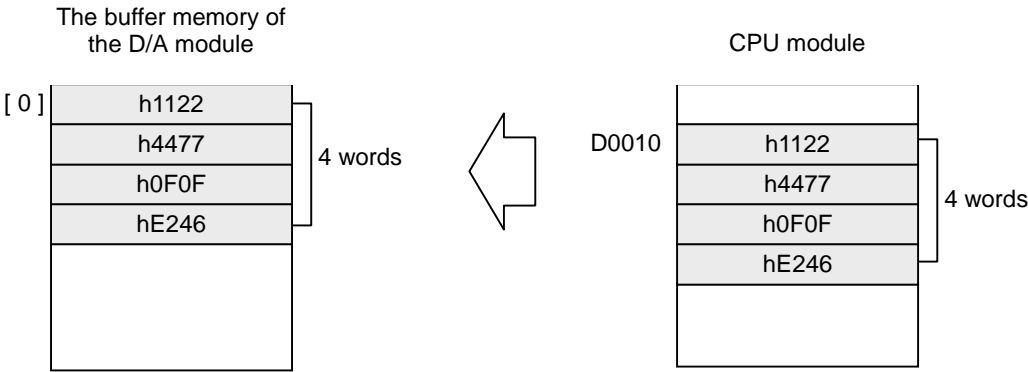 The buffer memory of
the D/A module
CPU module
[ 0 ]
h1122
h4477
h0F0F
hE246
4 words
D0010
h1122
h4477
h0F0F
hE246
4 words